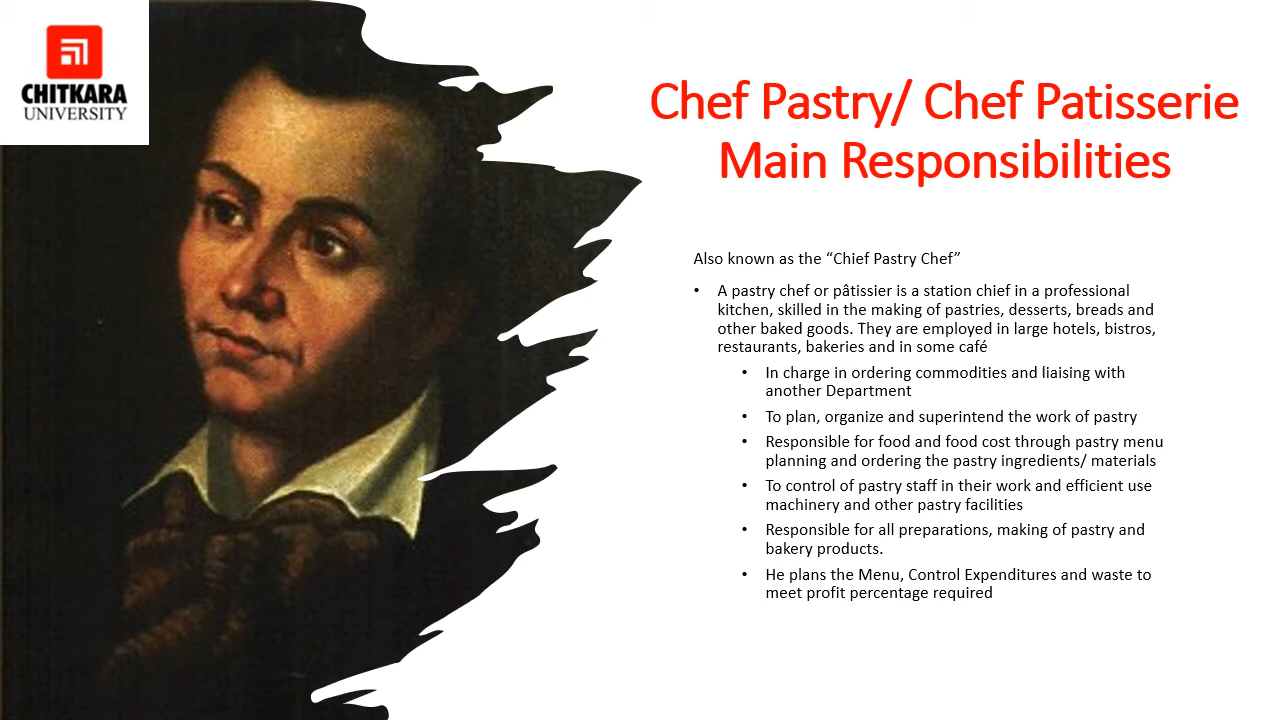 CHITKARA
UNIVERSITY
Chef Pastry/ Chef Patisserie
Main Responsibilities
Also known as the “Chief Pastry Chef”
• A pastry chef or pâtissier is a station chief in a professional
kitchen, skilled in the making of pastries, desserts, breads and
other baked goods. They are employed in large hotels, bistros,
restaurants, bakeries and in some café
• In charge in ordering commodities and liaising with
another Department
• To plan, organize and superintend the work of pastry
• Responsible for food and food cost through pastry menu
planning and ordering the pastry ingredients/ materials
• To control of pastry staff in their work and efficient use
machinery and other pastry facilities
• Responsible for all preparations, making of pastry and
bakery products.
• He plans the Menu, Control Expenditures and waste to
meet profit percentage required